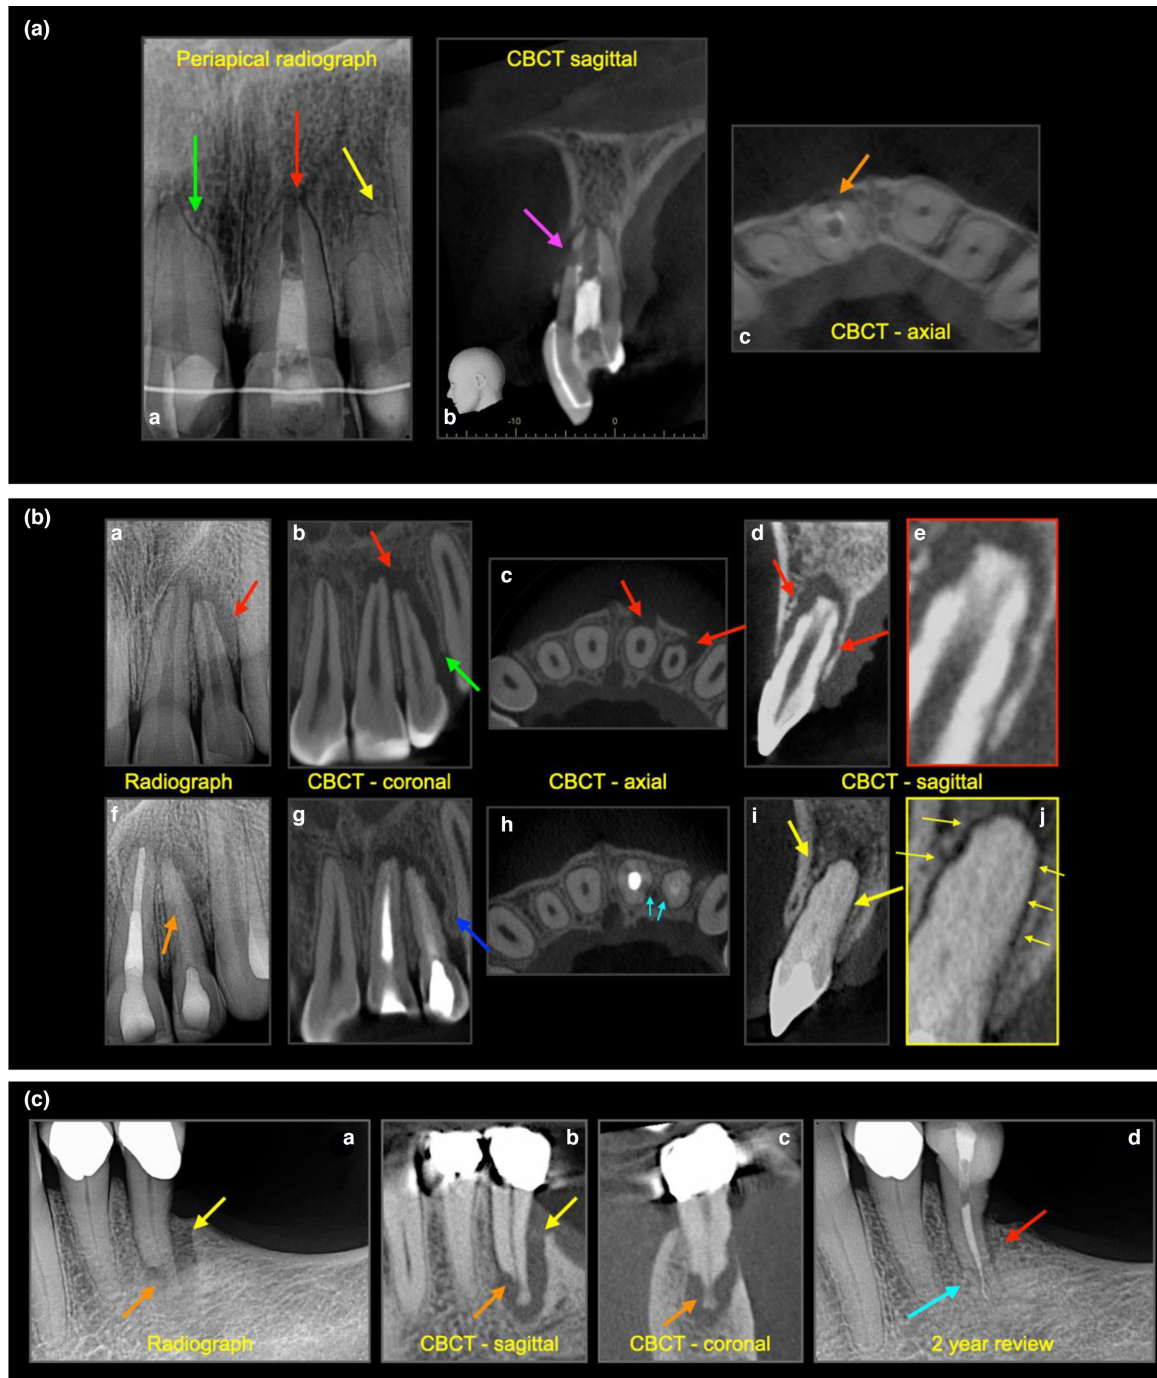 (a)
Periapical radiograph
CBCT sagittal
a
b
-10
0
c
CBCT - axial
(b)
a
b
c
d
e
Radiograph
CBCT - coronal
CBCT - axial
CBCT - sagittal
f
g
h
i
j
(c)
a
b
c
d
Radiograph
CBCT - sagittal
CBCT - coronal
2 year review